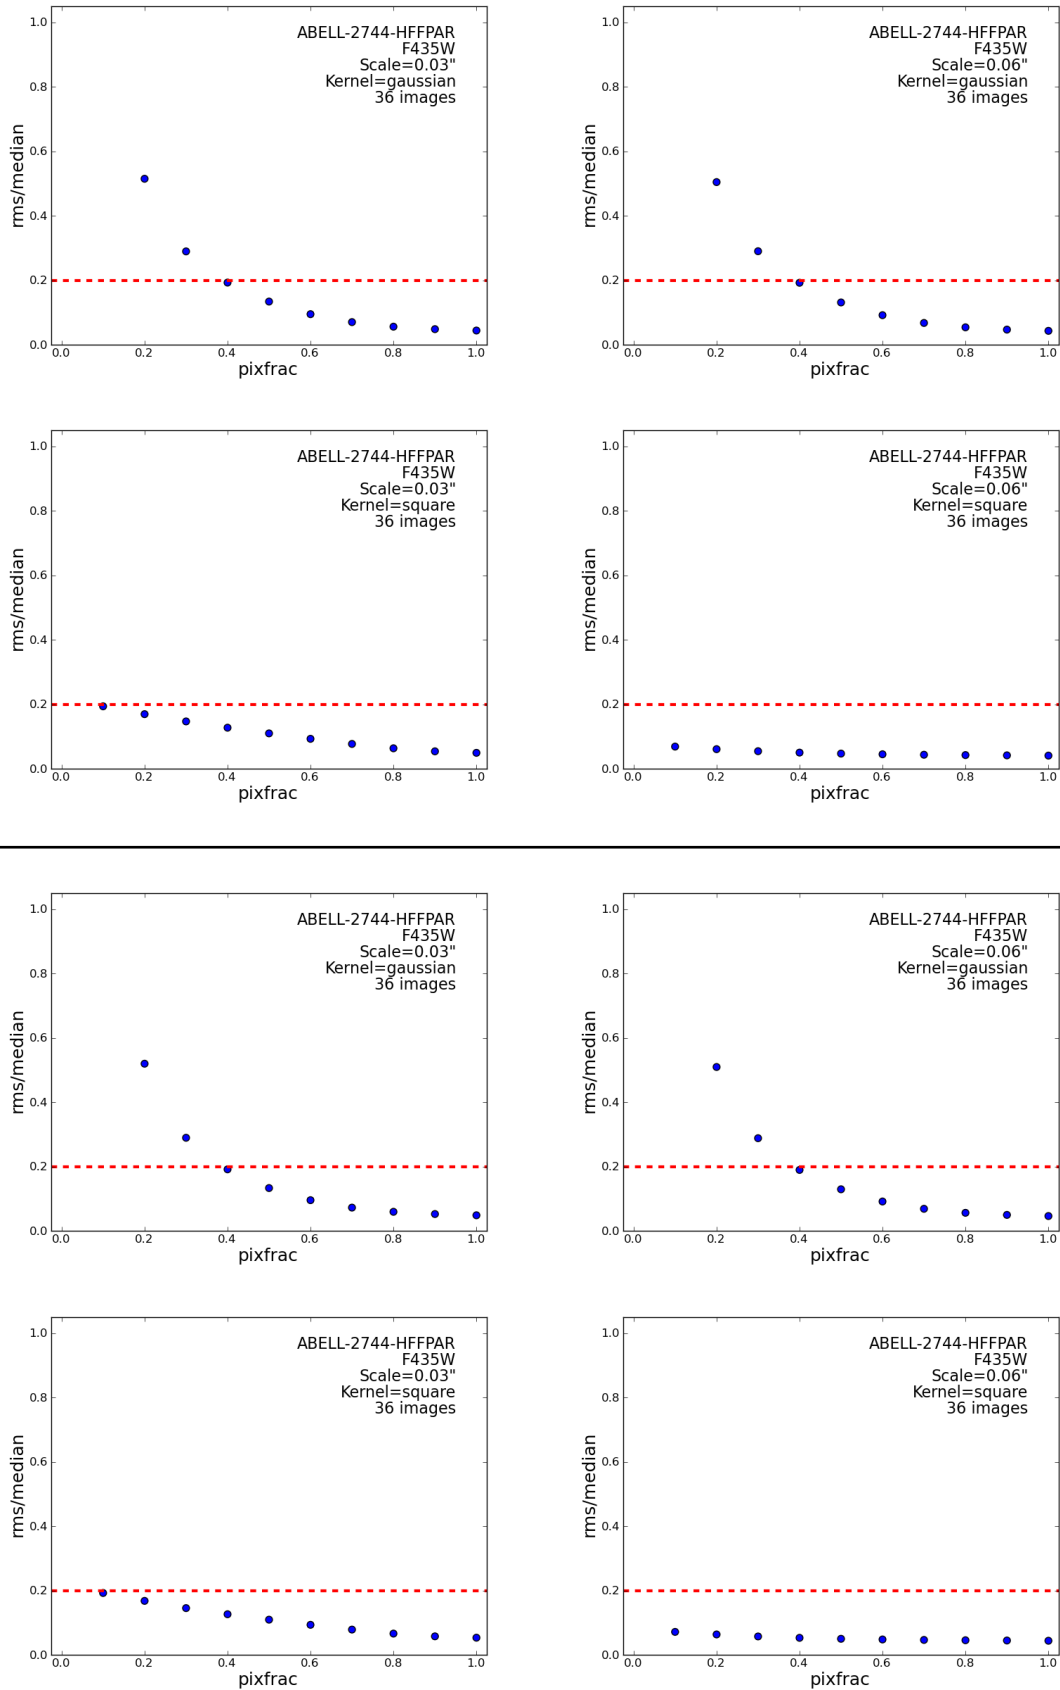 1.0
0.8
0.6
0.4
0.2
0.0
rms/median
ABELL-2744-HFFPAR
F435W
Scale=0.03"
Kernel=gaussian
36 images
0.0 0.2 0.4 0.6 0.8 1.0
pixfrac
1.0
0.8
0.6
0.4
0.2
0.0
rms/median
ABELL-2744-HFFPAR
F435W
Scale=0.06"
Kernel=gaussian
36 images
0.0 0.2 0.4 0.6 0.8 1.0
pixfrac
1.0
0.8
0.6
0.4
0.2
0.0
rms/median
ABELL-2744-HFFPAR
F435W
Scale=0.03"
Kernel=square
36 images
0.0 0.2 0.4 0.6 0.8 1.0
pixfrac
1.0
0.8
0.6
0.4
0.2
0.0
rms/median
ABELL-2744-HFFPAR
F435W
Scale=0.06"
Kernel=square
36 images
0.0 0.2 0.4 0.6 0.8 1.0
pixfrac
1.0
0.8
0.6
0.4
0.2
0.0
rms/median
ABELL-2744-HFFPAR
F435W
Scale=0.03"
Kernel=gaussian
36 images
0.0 0.2 0.4 0.6 0.8 1.0
pixfrac
1.0
0.8
0.6
0.4
0.2
0.0
rms/median
ABELL-2744-HFFPAR
F435W
Scale=0.06"
Kernel=gaussian
36 images
0.0 0.2 0.4 0.6 0.8 1.0
pixfrac
1.0
0.8
0.6
0.4
0.2
0.0
rms/median
ABELL-2744-HFFPAR
F435W
Scale=0.03"
Kernel=square
36 images
0.0 0.2 0.4 0.6 0.8 1.0
pixfrac
1.0
0.8
0.6
0.4
0.2
0.0
rms/median
ABELL-2744-HFFPAR
F435W
Scale=0.06"
Kernel=square
36 images
0.0 0.2 0.4 0.6 0.8 1.0
pixfrac